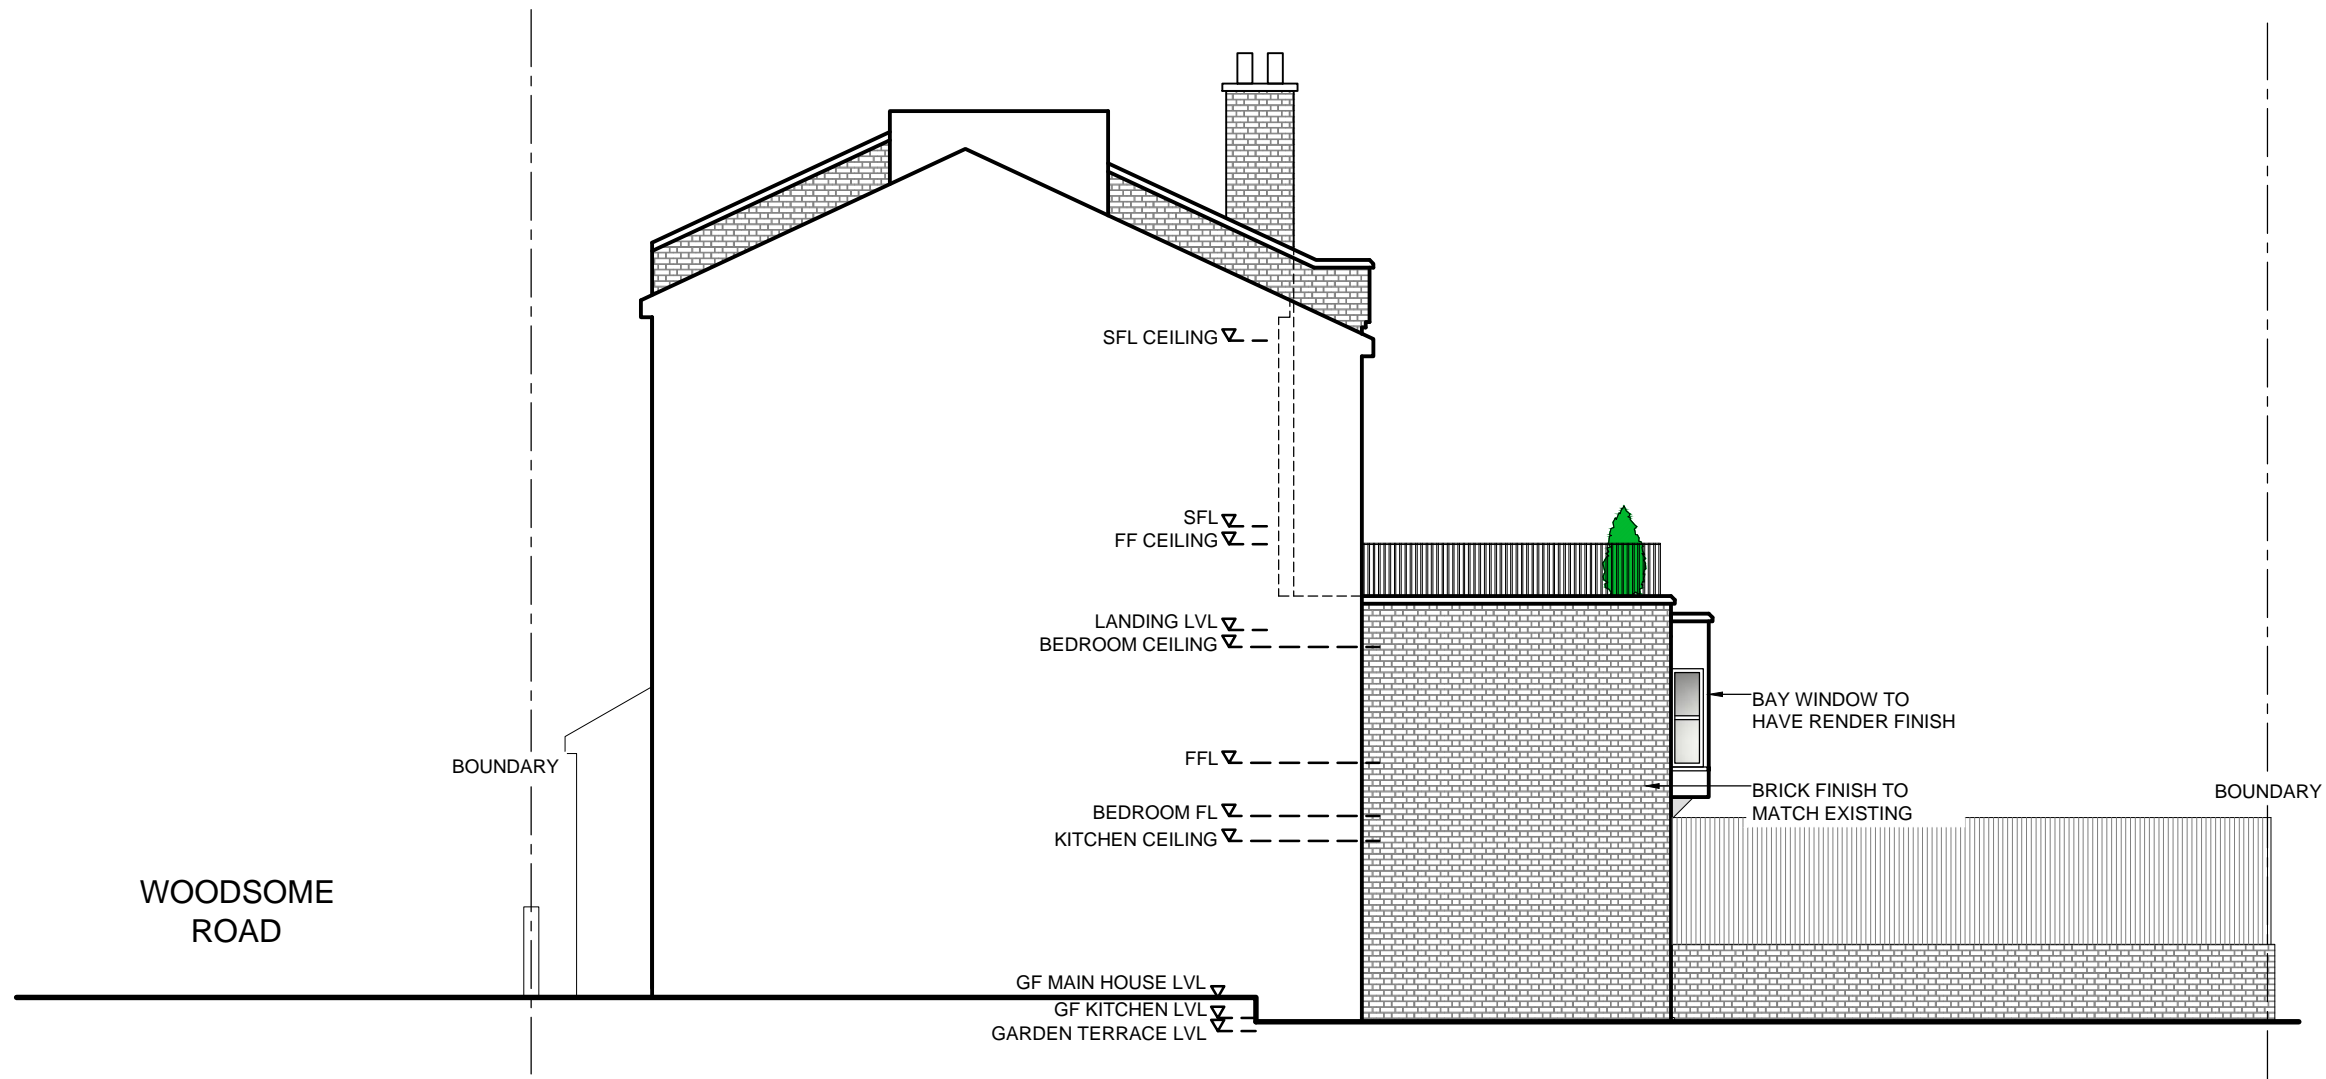 SFL CEILING
SFL
FF CEILING
LANDING LVL
BEDROOM CEILING
BAY WINDOW TO
HAVE RENDER FINISH
FFL
BOUNDARY
BRICK FINISH TO
MATCH EXISTING
BOUNDARY
BEDROOM FL
KITCHEN CEILING
WOODSOME
ROAD
GF MAIN HOUSE LVL
GF KITCHEN LVL
GARDEN TERRACE LVL